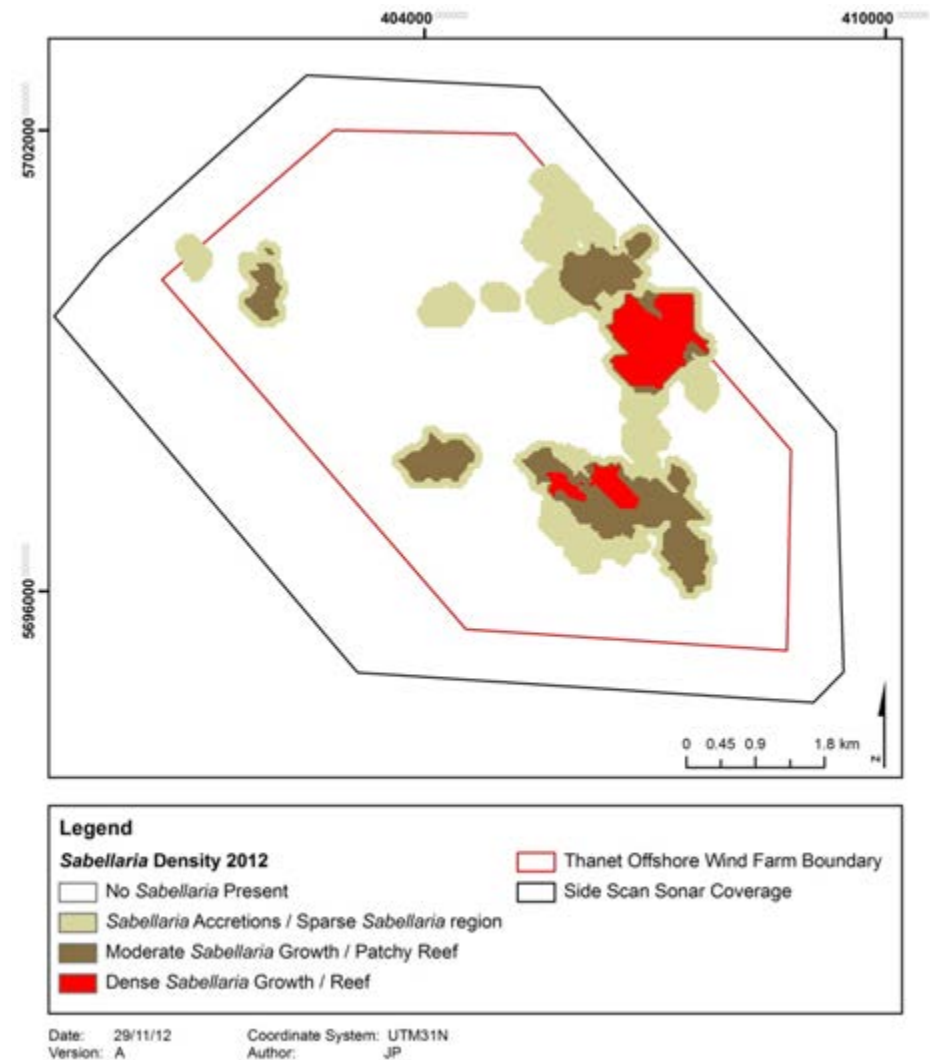 404000
410000
5702000
5696000
0 0.45 0.9 1.8 km
N
Legend
Sabellaria Density 2012
No Sabellaria Present
Sabellaria Accretions / Sparse Sabellaria region
Moderate Sabellaria Growth / Patchy Reef
Dense Sabellaria Growth / Reef
Thanet Offshore Wind Farm Boundary
Side Scan Sonar Coverage
Date: 29/11/12 Coordinate System: UTM31N
Version: A Author: JP